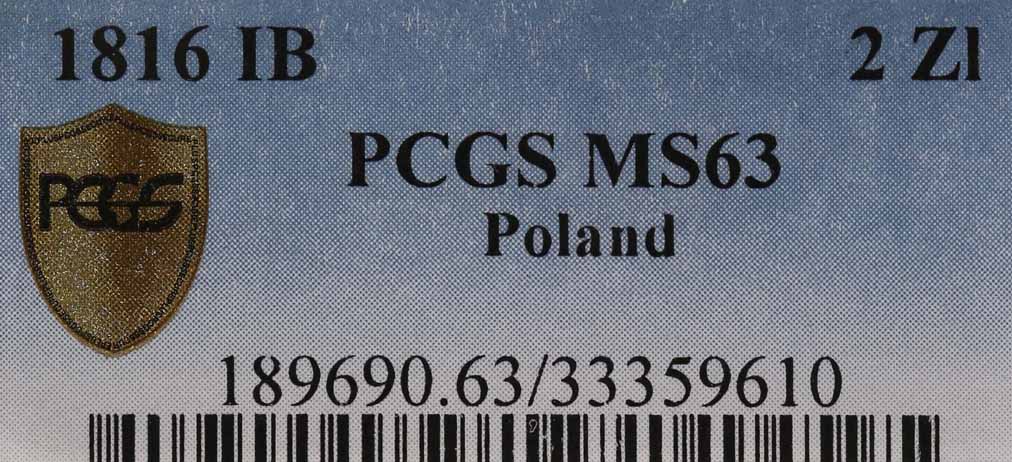 1816 IB 2 Zl
PCGS MS63
Poland
PCGS
189690.63/33359610